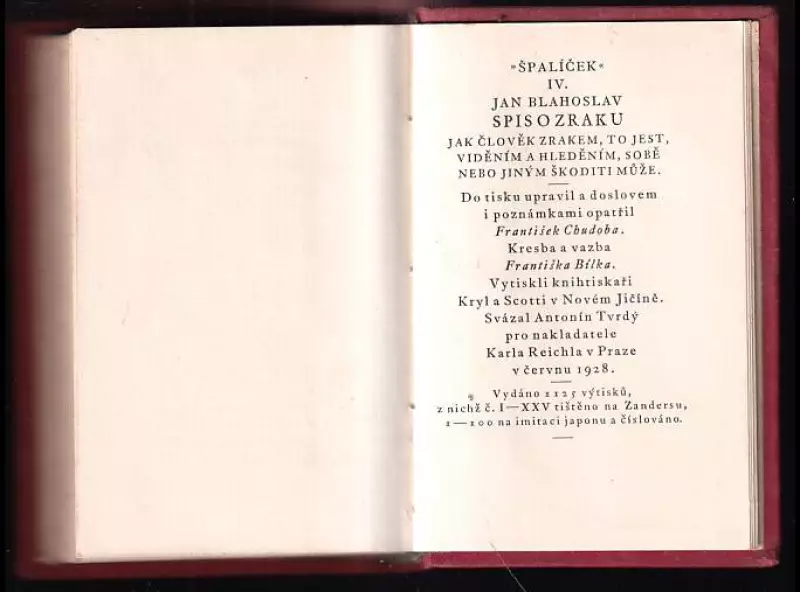 »ŠPALÍČEK«
IV.
JAN BLAHOSLAV
SPIS O ZRAKU
JAK ČLOVĚK ZRAKEM, TO JEST,
VIDĚNÍM A HLEDĚNÍM, SOBĚ
NEBO JINÝM ŠKODITI MŮŽE.
Do tisku upravil a doslovem
i poznámkami opatřil
František Chudoba.
Kresba a vazba
Františka Bílka.
Vytiskli knihtiskaři
Kryl a Scotti v Novém Jičíně.
Svázal Antonín Tvrdý
pro nakladatele
Karla Reichla v Praze
v červnu 1928.
¶ Vydáno 1125 výtisků,
z nichž č. I—XXV tištěno na Zandersu,
1—100 na imitaci japonu a číslováno.